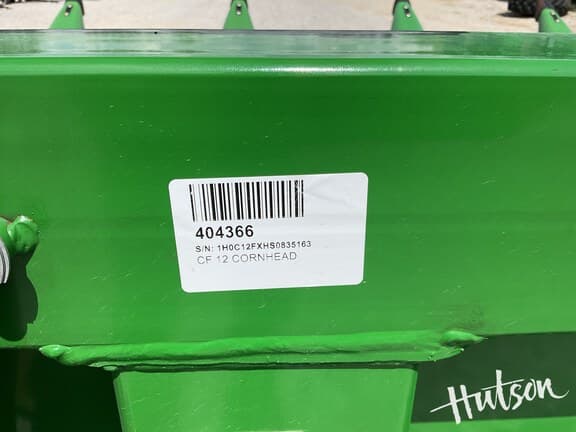 404366
S/N: 1H0C12FXHS0835163
CF 12 CORNHEAD
Hutson